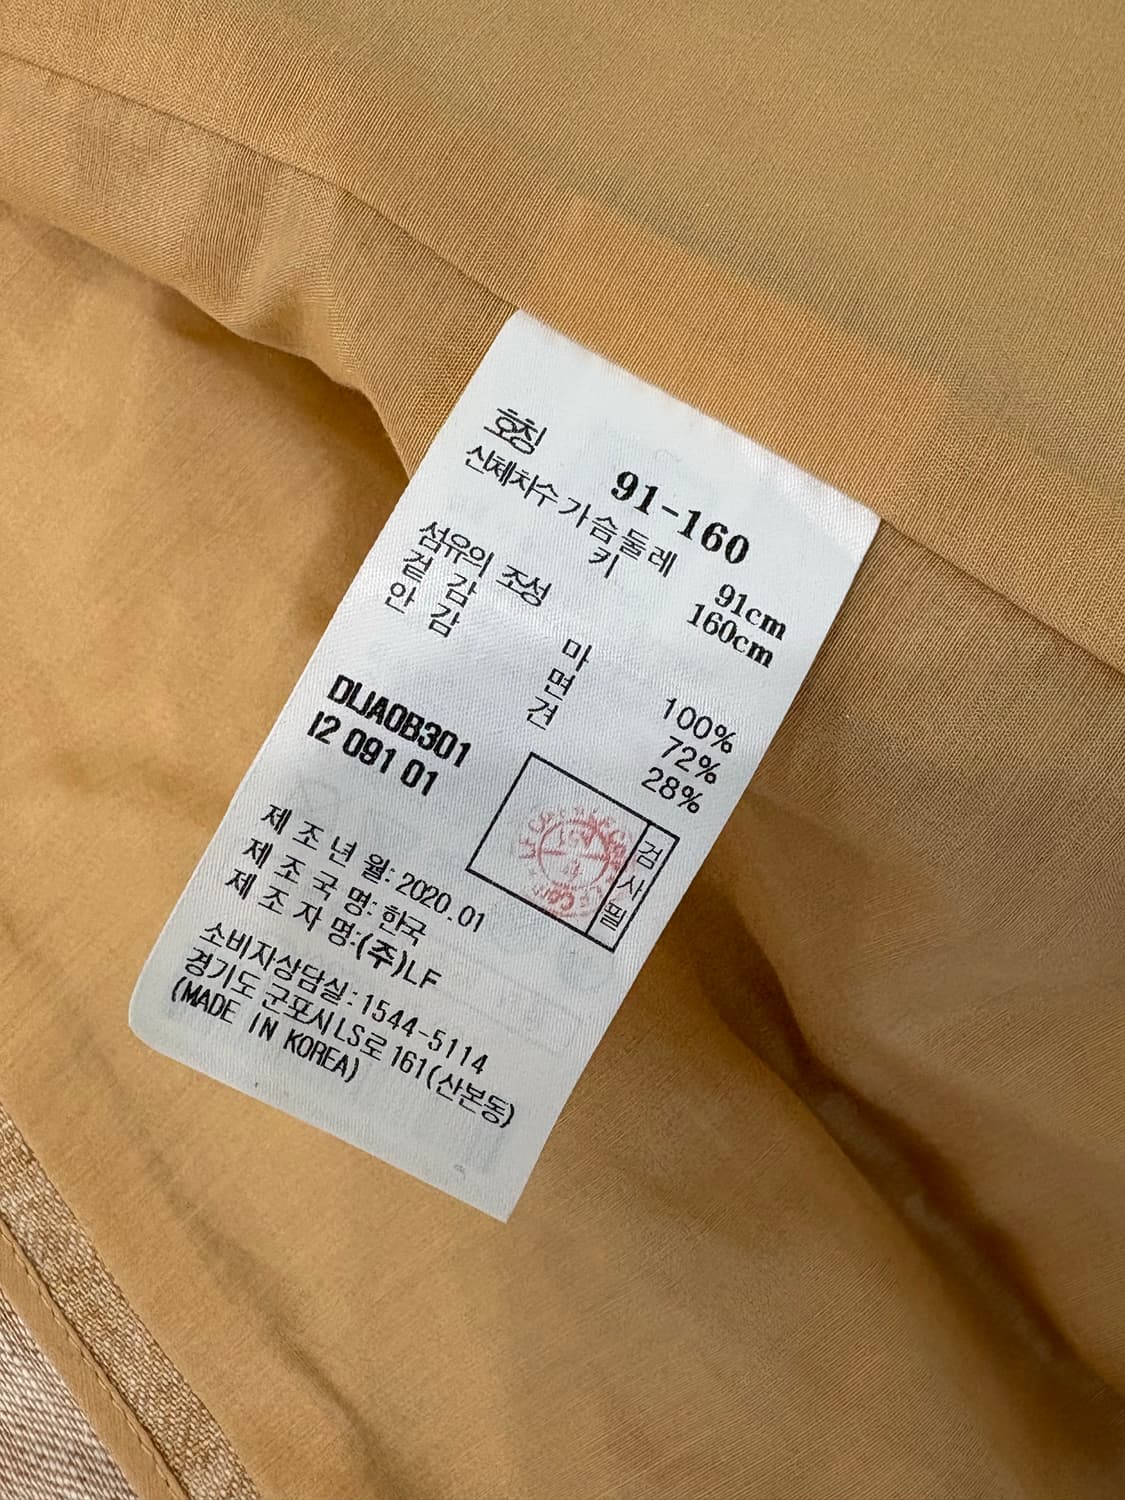 호칭 91-160
신체치수 가슴둘레 91cm
키 160cm
섬유의 조성
겉 감 마 100%
안 감 면 72%
견 28%
DLJA0B301
I2 091 01
검사필
제 조 년 월: 2020.01
제 조 국 명: 한국
제 조 자 명:(주)LF
소비자상담실:1544-5114
경기도 군포시 LS로 161(산본동)
(MADE IN KOREA)